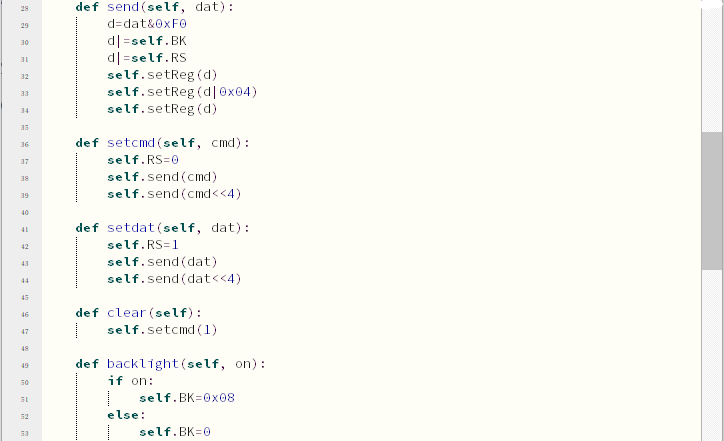 28 def send(self, dat):
29 d=dat&0xF0
30 d|=self.BK
31 d|=self.RS
32 self.setReg(d)
33 self.setReg(d|0x04)
34 self.setReg(d)
35
36 def setcmd(self, cmd):
37 self.RS=0
38 self.send(cmd)
39 self.send(cmd<<4)
40
41 def setdat(self, dat):
42 self.RS=1
43 self.send(dat)
44 self.send(dat<<4)
45
46 def clear(self):
47 self.setcmd(1)
48
49 def backlight(self, on):
50 if on:
51 self.BK=0x08
52 else:
53 self.BK=0